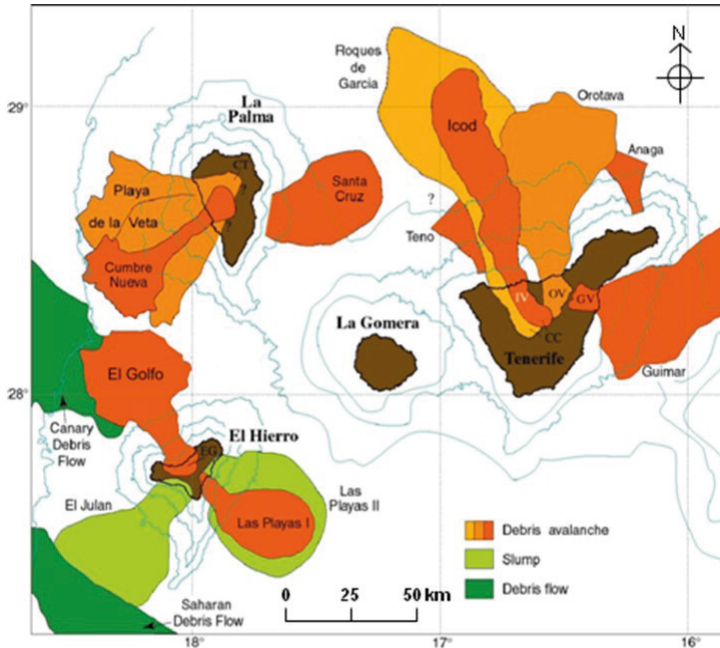 N
Roques
de
Garcia
29°
La
Palma
Icod
Orotava
Anaga
CT
?
Playa
de la Veta
?
Santa
Cruz
?
Teno
Cumbre
Nueva
IV
OV
GV
CC
La Gomera
Tenerife
Guimar
El Golfo
28°
Canary
Debris
Flow
El Hierro
EG
Las
Playas II
El Julan
Las Playas I
Debris avalanche
Slump
Debris flow
0 25 50 km
Saharan
Debris Flow
18°
17°
16°